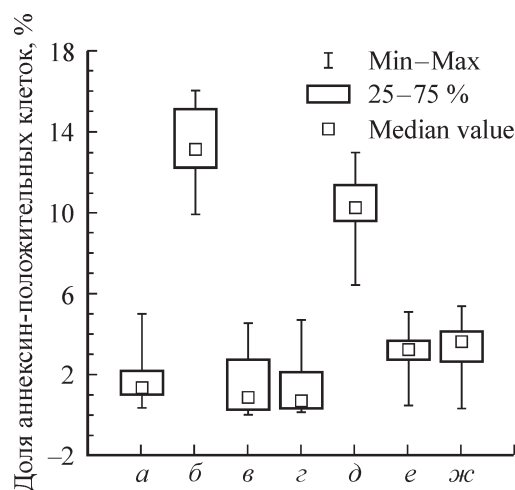 Доля аннексин-положительных клеток, %
18
14
10
6
2
–2
Min–Max
25–75 %
Median value
а б в г д е ж